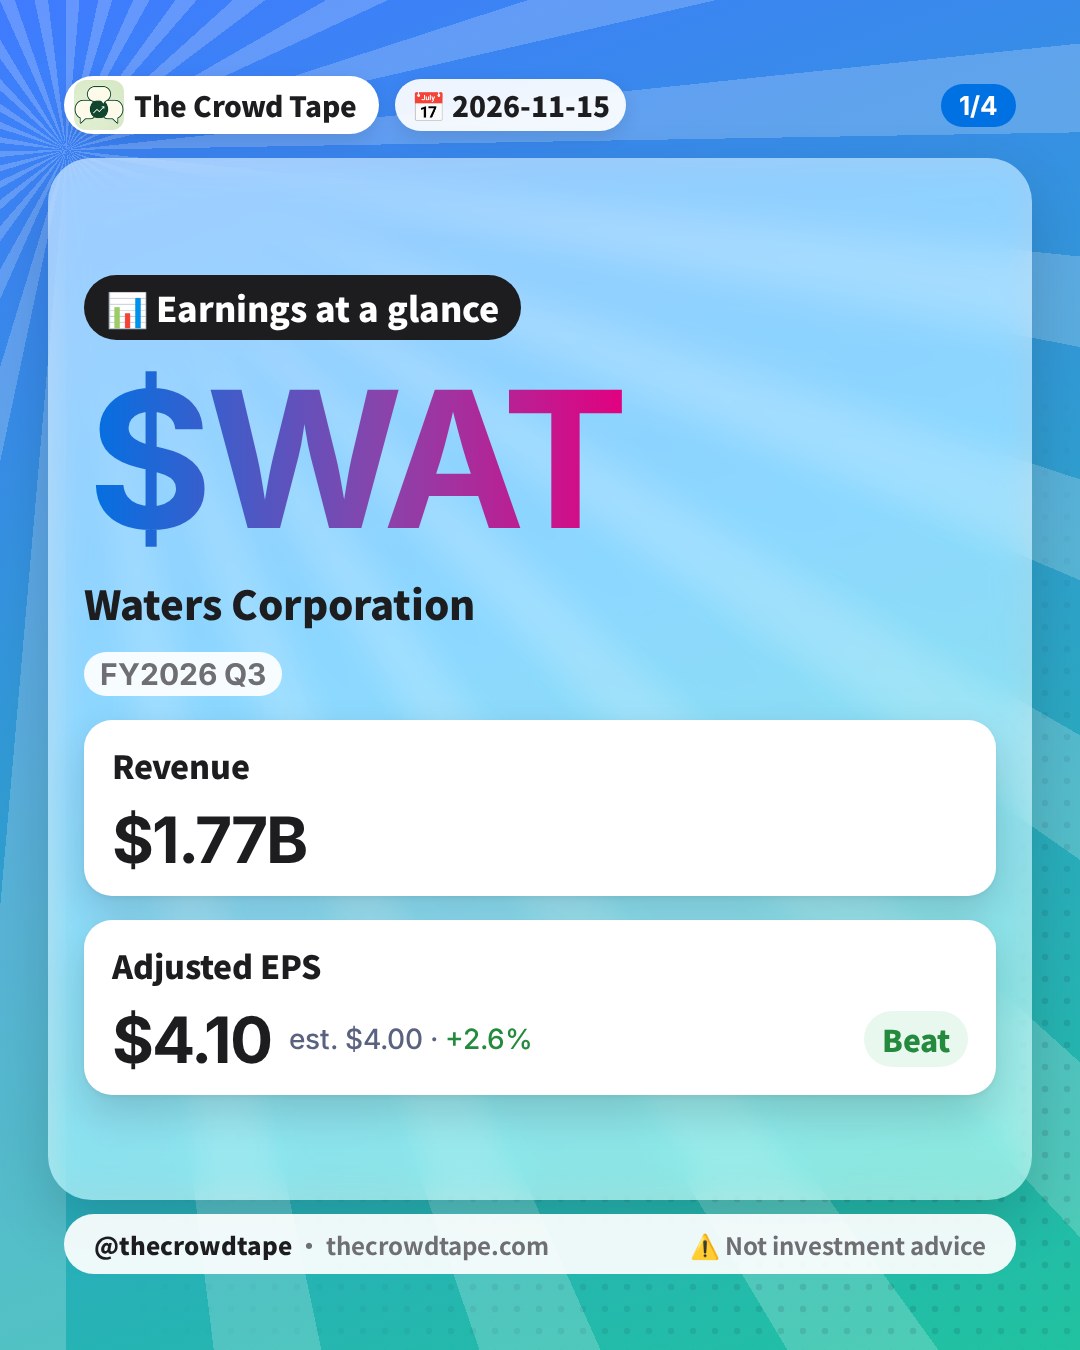 The Crowd Tape
📅 2026-11-15
1/4
📊 Earnings at a glance
$WAT
Waters Corporation
FY2026 Q3
Revenue
$1.77B
Adjusted EPS
$4.10 est. $4.00 · +2.6%
Beat
@thecrowdtape • thecrowdtape.com
⚠️ Not investment advice